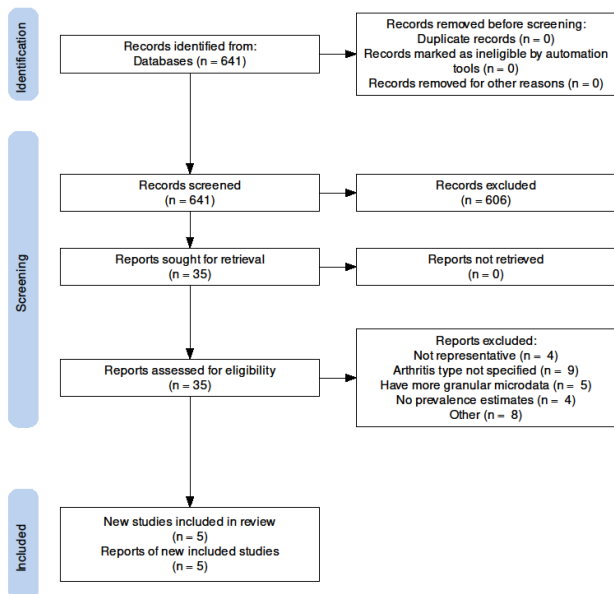 Identification
Records identified from:
Databases (n = 641)
Records removed before screening:
Duplicate records (n = 0)
Records marked as ineligible by automation
tools (n = 0)
Records removed for other reasons (n = 0)
Screening
Records screened
(n = 641)
Records excluded
(n = 606)
Reports sought for retrieval
(n = 35)
Reports not retrieved
(n = 0)
Reports assessed for eligibility
(n = 35)
Reports excluded:
Not representative (n = 4)
Arthritis type not specified (n = 9)
Have more granular microdata (n = 5)
No prevalence estimates (n = 4)
Other (n = 8)
Included
New studies included in review
(n = 5)
Reports of new included studies
(n = 5)